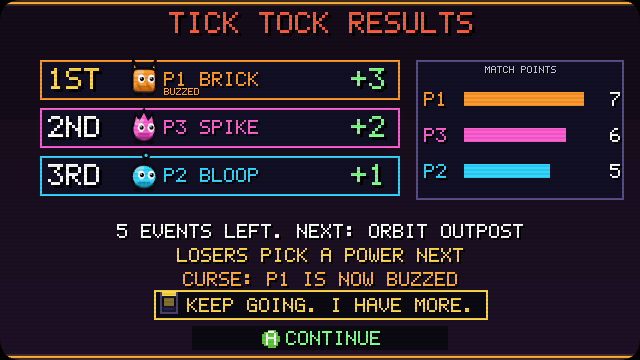 TICK TOCK RESULTS
1ST P1 BRICK +3
BUZZED
2ND P3 SPIKE +2
3RD P2 BLOOP +1
MATCH POINTS
P1 7
P3 6
P2 5
5 EVENTS LEFT. NEXT: ORBIT OUTPOST
LOSERS PICK A POWER NEXT
CURSE: P1 IS NOW BUZZED
KEEP GOING. I HAVE MORE.
A CONTINUE